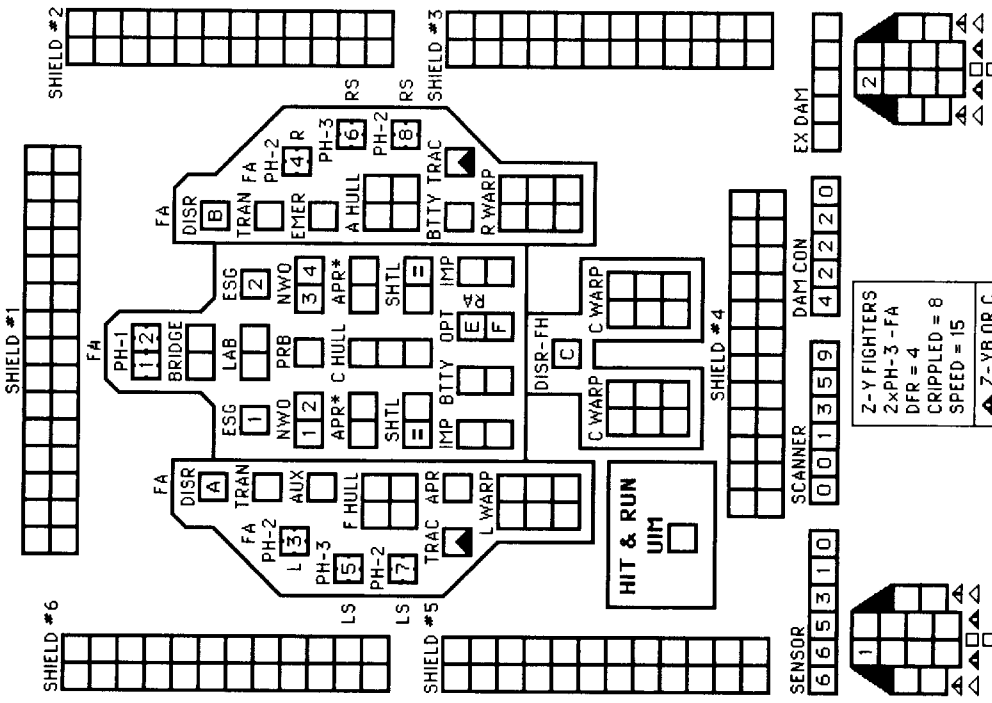 SHIELD #1
SHIELD #6
SHIELD #2
FA
PH-1
1 2
BRIDGE
LAB
PRB
C HULL
ESG
1
NWO
1 2
APR*
SHTL
=
IMP
BTTY
ESG
2
NWO
3 4
APR*
SHTL
=
IMP
OPT
E
F
RA
FA
DISR
A
TRAN
AUX
F HULL
APR
L WARP
FA
PH-2
L 3
PH-3
5
LS
PH-2
7
LS
TRAC
FA
DISR
B
TRAN
EMER
A HULL
BTTY
TRAC
R WARP
FA
PH-2
4 R
PH-3
6
RS
PH-2
8
RS
DISR-FH
C
C WARP
C WARP
SHIELD #5
SHIELD #3
SHIELD #4
HIT & RUN
UIM
SENSOR
6 6 5 3 1 0
SCANNER
0 0 1 3 5 9
DAM CON
4 2 2 2 0
EX DAM
1
2
Z-Y FIGHTERS
2xPH-3-FA
DFR = 4
CRIPPLED = 8
SPEED = 15
Z-YB OR C